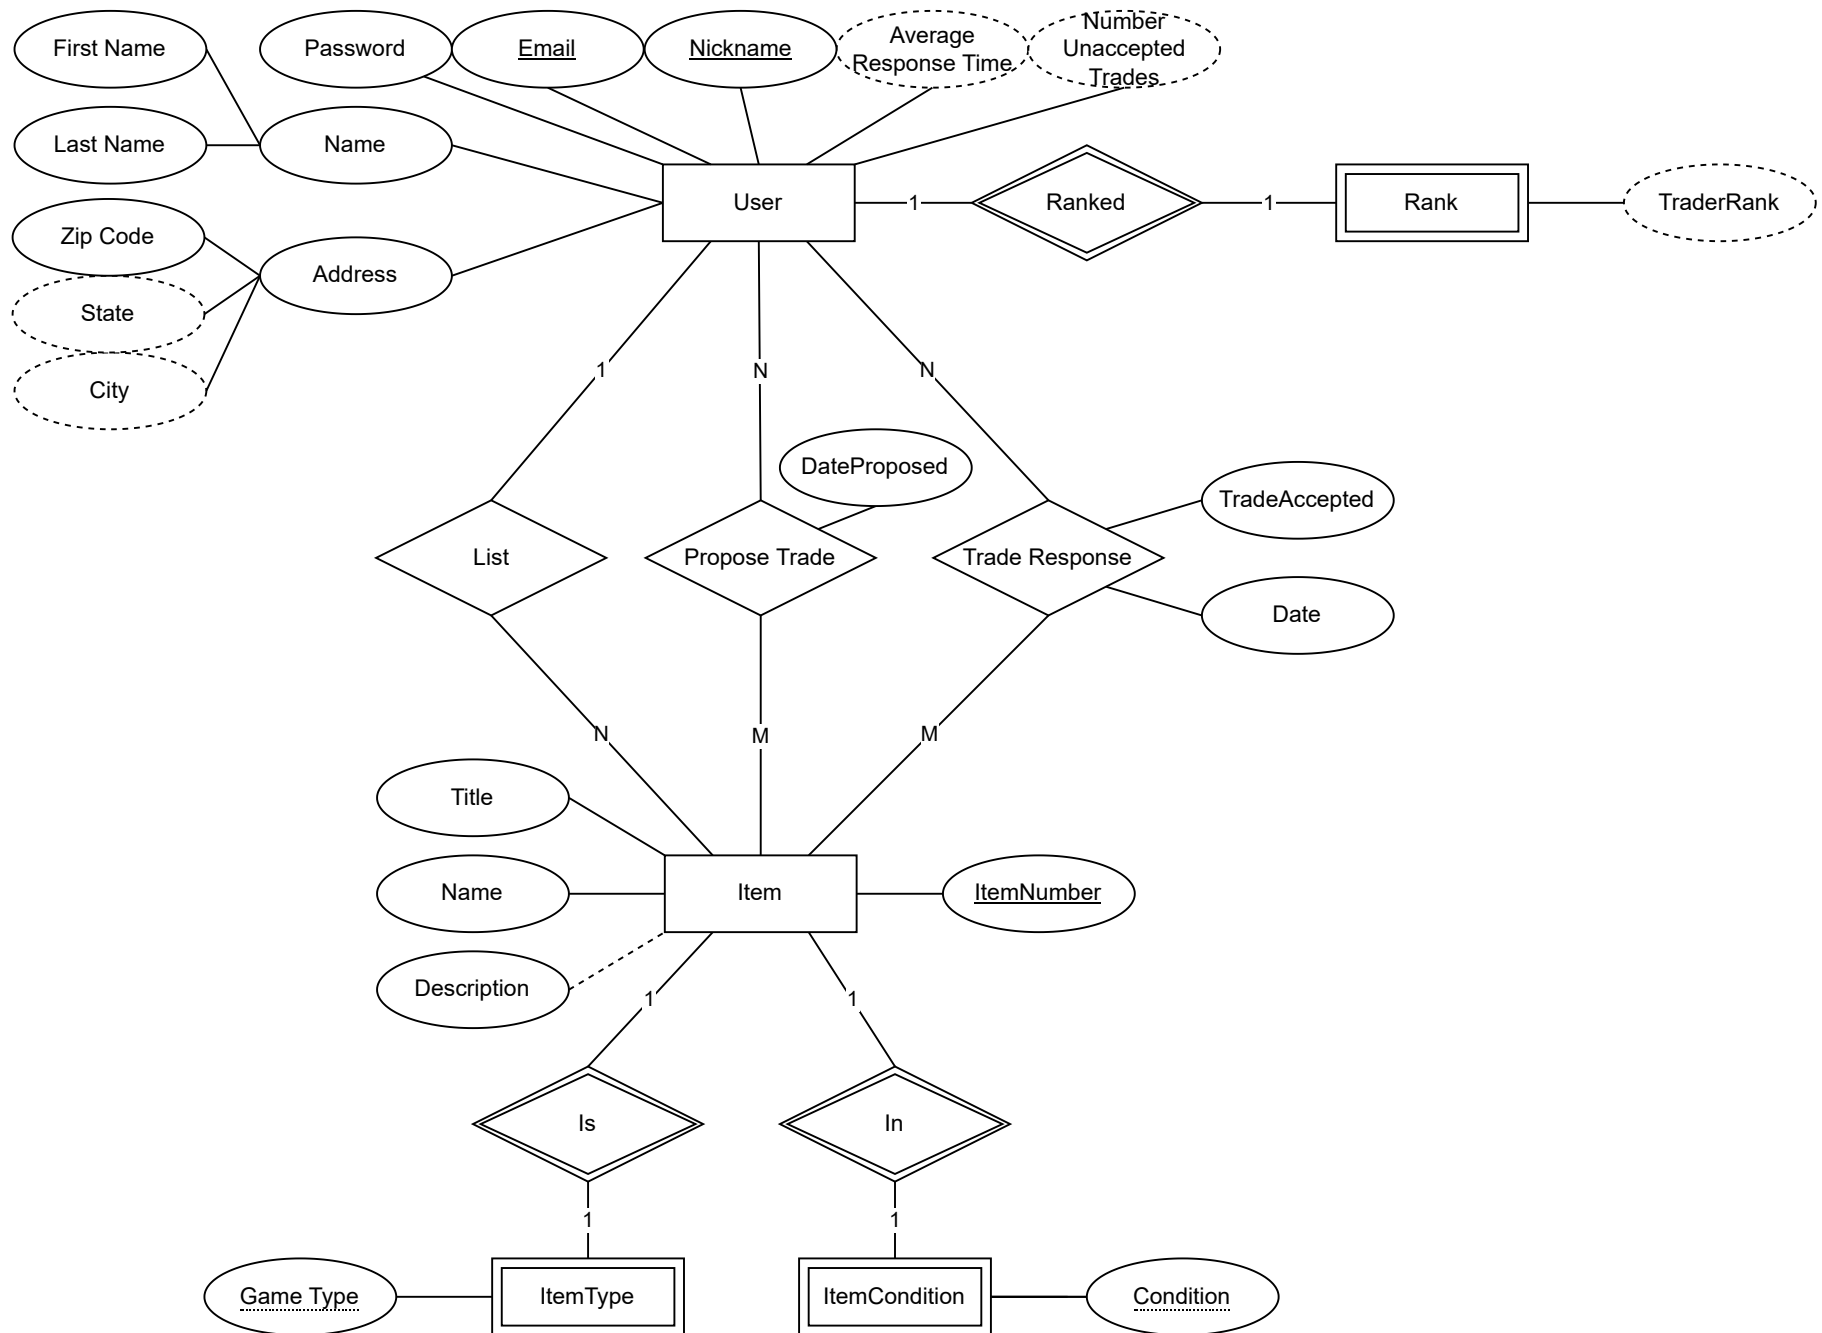 First Name
Password
Email
Nickname
Average
Response Time
Number
Unaccepted
Trades
Last Name
Name
User
1
Ranked
1
Rank
TraderRank
Zip Code
Address
State
City
1
N
N
DateProposed
TradeAccepted
List
Propose Trade
Trade Response
Date
N
M
M
Title
Name
Item
ItemNumber
Description
1
1
Is
In
1
1
Game Type
ItemType
ItemCondition
Condition